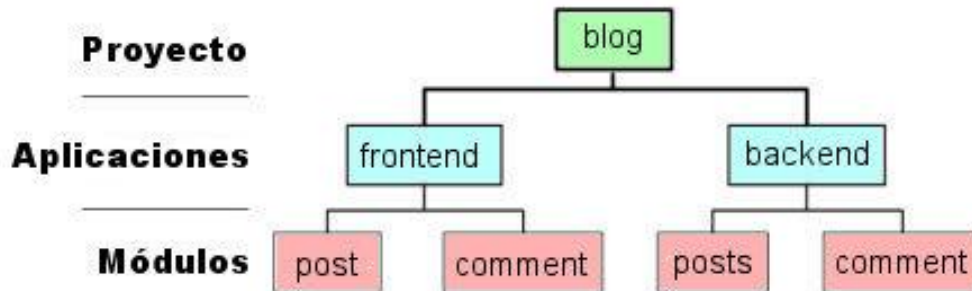 Proyecto
blog
Aplicaciones
frontend
backend
Módulos
post
comment
posts
comment